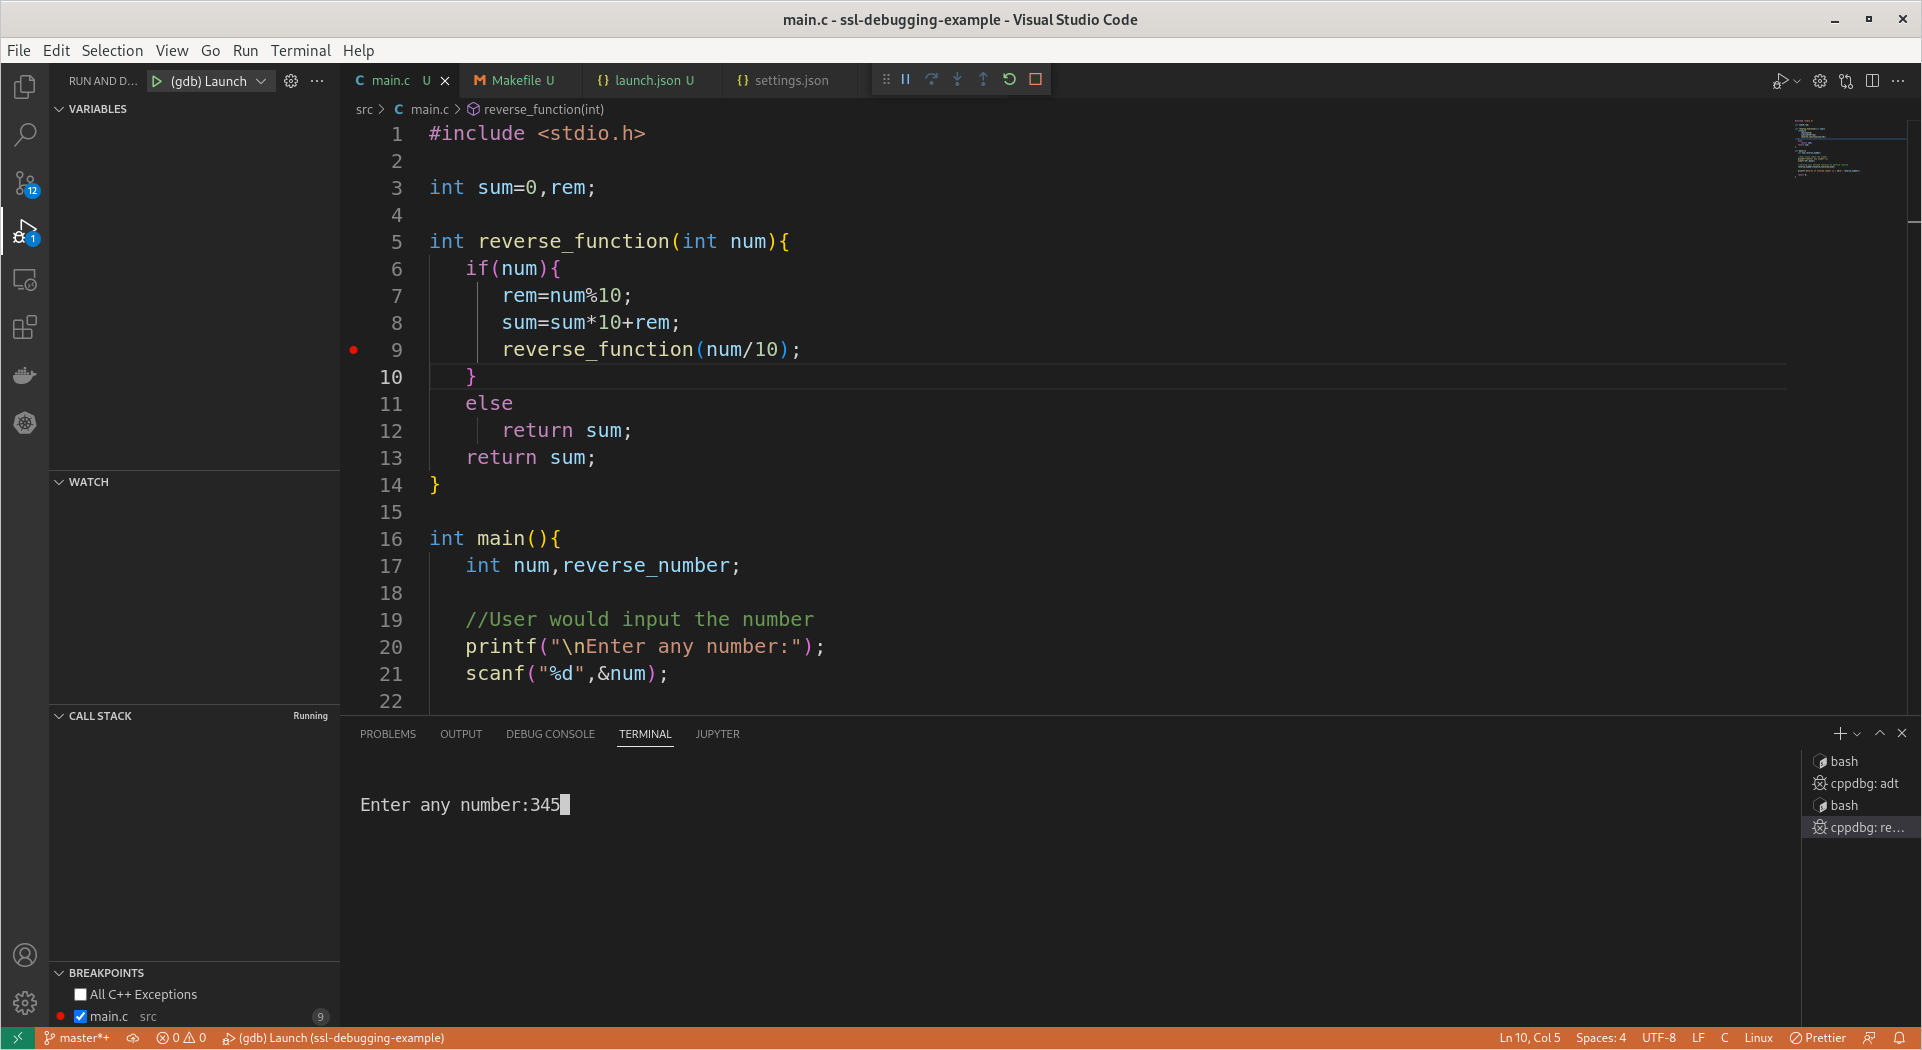 main.c - ssl-debugging-example - Visual Studio Code
File Edit Selection View Go Run Terminal Help
RUN AND D... (gdb) Launch
main.c U Makefile U launch.json U settings.json
src > main.c > reverse_function(int)
VARIABLES
1 #include <stdio.h>
2
3 int sum=0,rem;
4
5 int reverse_function(int num){
6 if(num){
7 rem=num%10;
8 sum=sum*10+rem;
9 reverse_function(num/10);
10 }
11 else
12 return sum;
13 return sum;
14 }
15
16 int main(){
17 int num,reverse_number;
18
19 //User would input the number
20 printf("\nEnter any number:");
21 scanf("%d",&num);
22
12
1
WATCH
CALL STACK Running
BREAKPOINTS
All C++ Exceptions
main.c src 9
PROBLEMS OUTPUT DEBUG CONSOLE TERMINAL JUPYTER
Enter any number:345
bash
cppdbg: adt
bash
cppdbg: re...
master*+ 0 0 (gdb) Launch (ssl-debugging-example) Ln 10, Col 5 Spaces: 4 UTF-8 LF C Linux Prettier